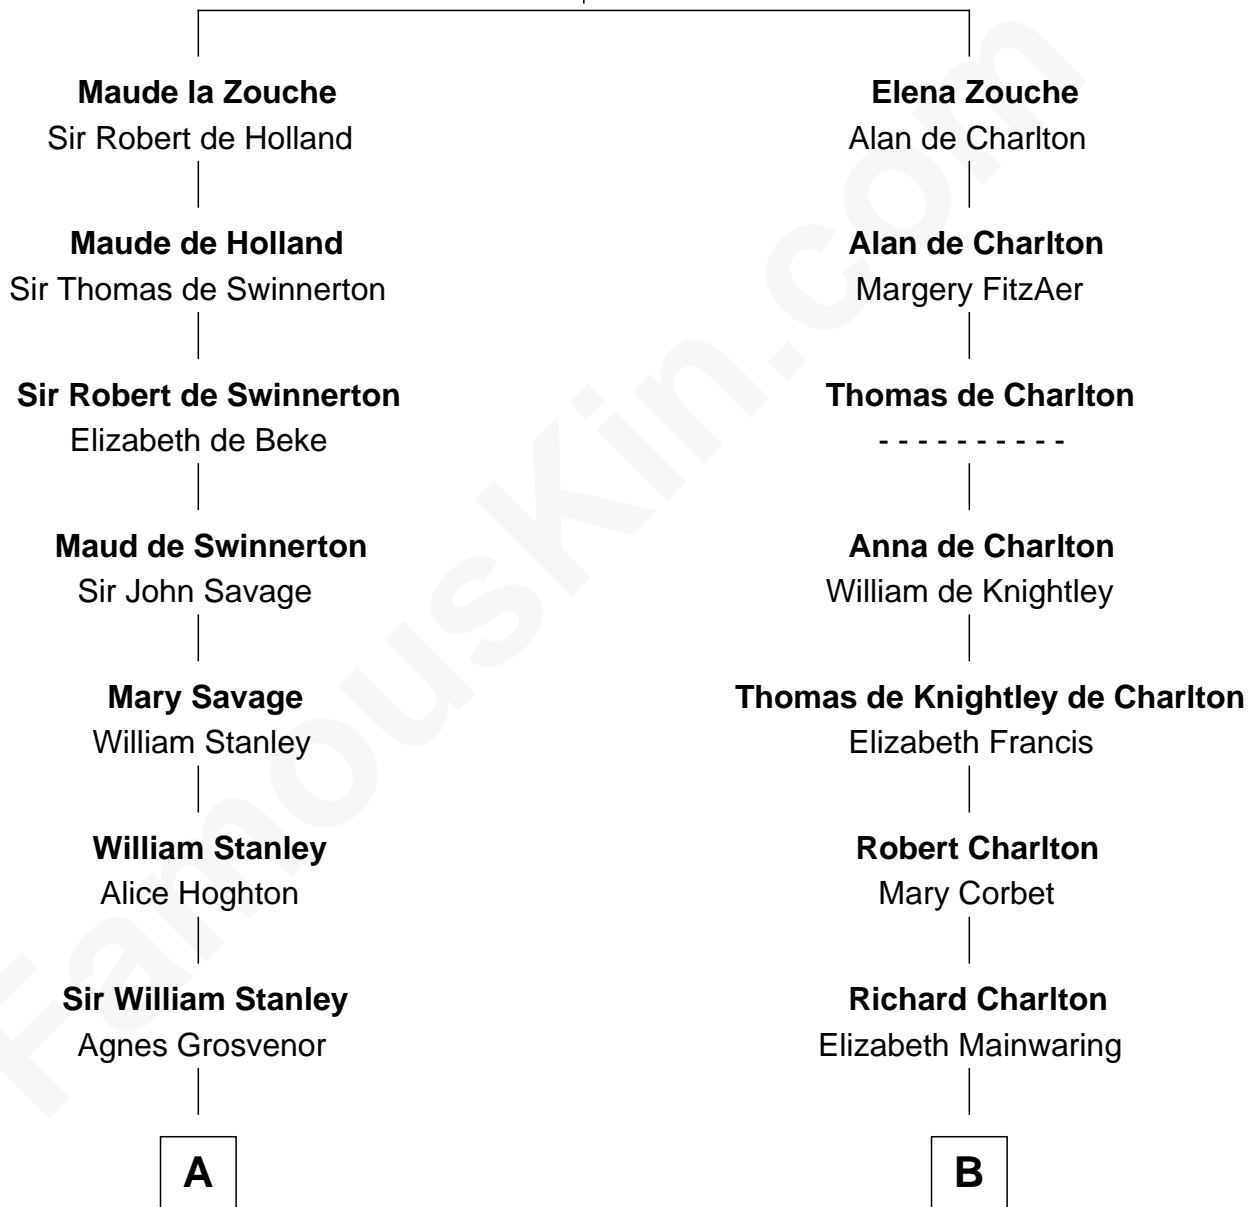 Maude la Zouche
Sir Robert de Holland
Maude de Holland
Sir Thomas de Swinnerton
Sir Robert de Swinnerton
Elizabeth de Beke
Maud de Swinnerton
Sir John Savage
Mary Savage
William Stanley
William Stanley
Alice Hoghton
Sir William Stanley
Agnes Grosvenor
A
Elena Zouche
Alan de Charlton
Alan de Charlton
Margery FitzAer
Thomas de Charlton
- - - - - - - - - -
Anna de Charlton
William de Knightley
Thomas de Knightley de Charlton
Elizabeth Francis
Robert Charlton
Mary Corbet
Richard Charlton
Elizabeth Mainwaring
B
FamousKin.com